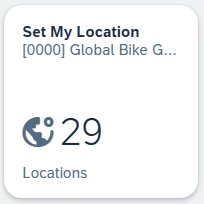 Set My Location
[0000] Global Bike G...
29
Locations